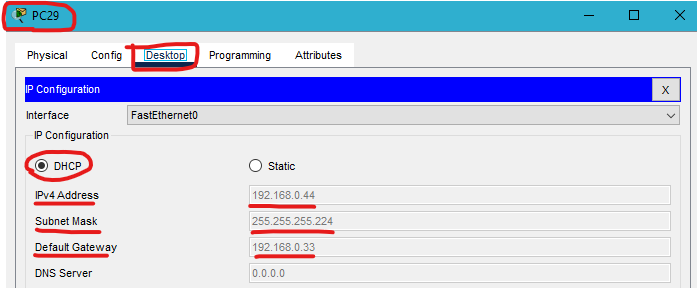 PC29
Physical Config Desktop Programming Attributes
IP Configuration X
Interface FastEthernet0
IP Configuration
DHCP Static
IPv4 Address 192.168.0.44
Subnet Mask 255.255.255.224
Default Gateway 192.168.0.33
DNS Server 0.0.0.0